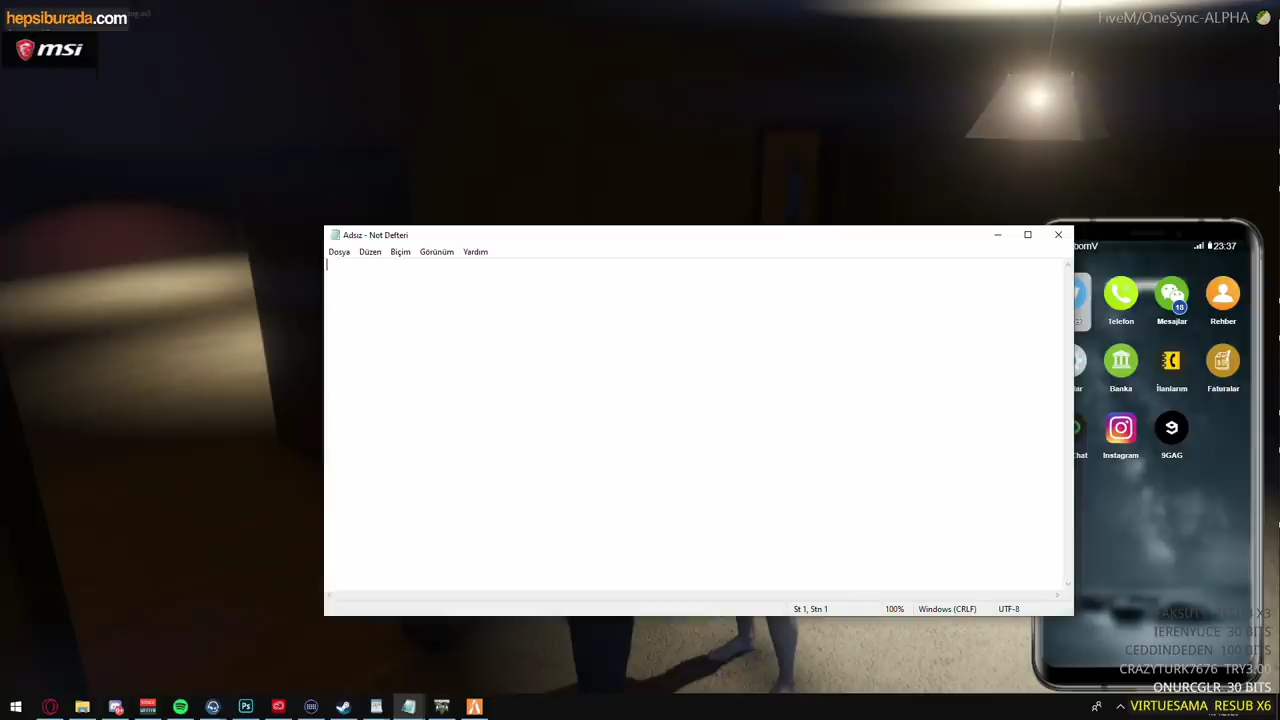 hepsiburada.com
msi
FiveM/OneSync-ALPHA
Adsız - Not Defteri
Dosya Düzen Biçim Görünüm Yardım
St 1, Stn 1 100% Windows (CRLF) UTF-8
23:37
18
Telefon Mesajlar Rehber
Banka İlanlarım Faturalar
Instagram 9GAG
IERENYUCE 30 BITS
CEDDINDEDEN 100 BITS
CRAZYTURK7676 TRY3.00
ONURCGLR 30 BITS
VIRTUESAMA RESUB X6